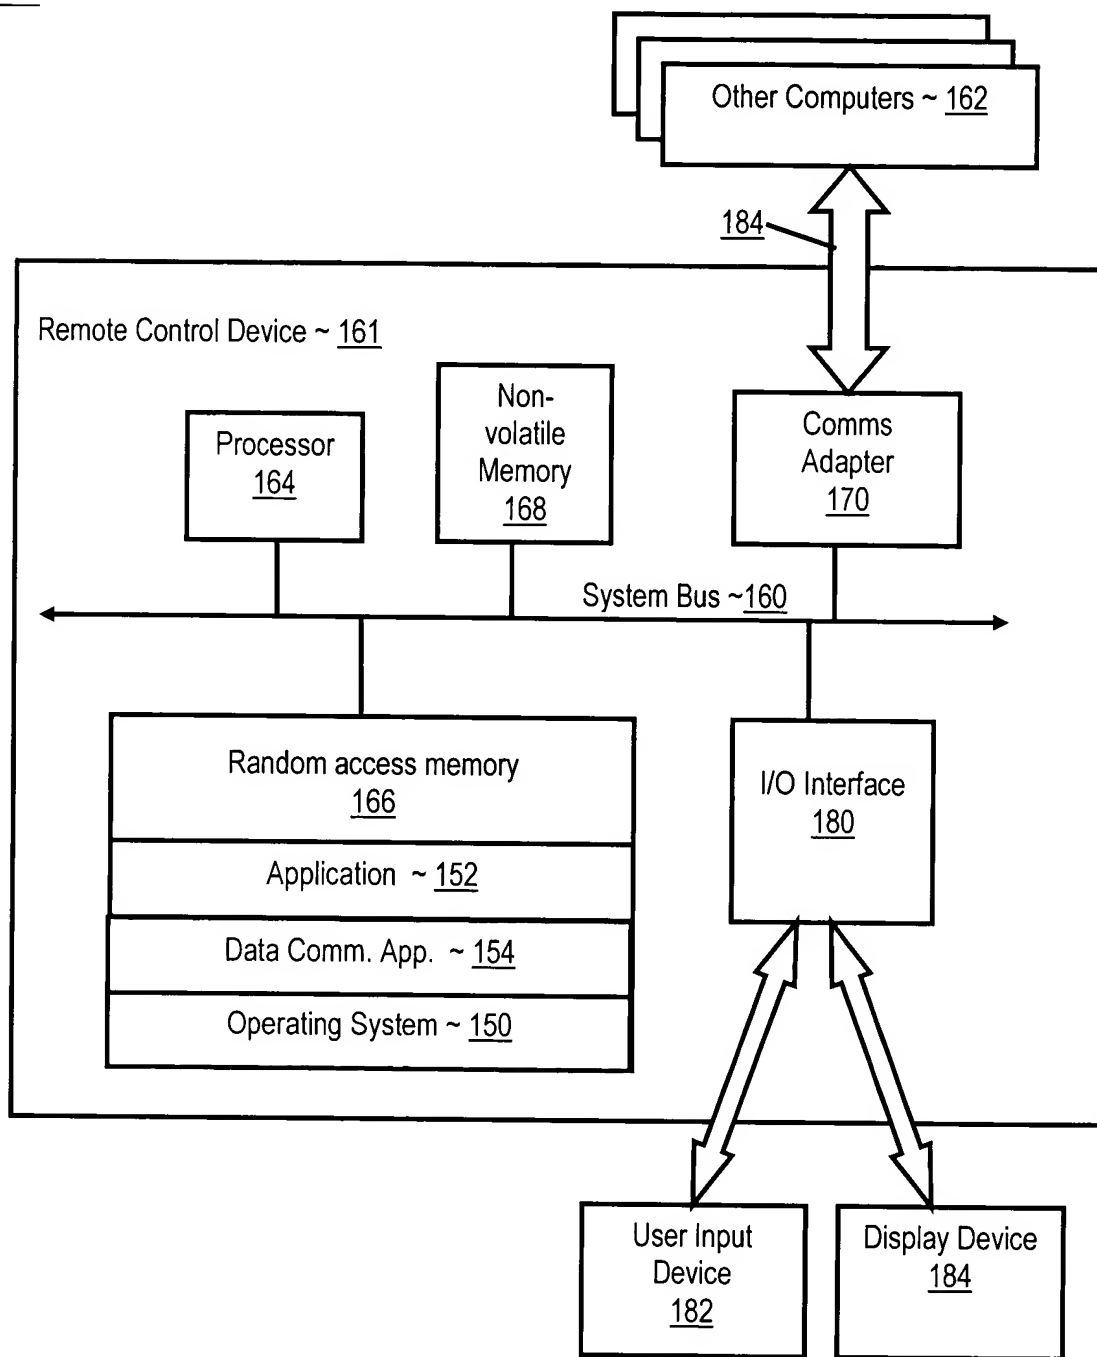 Other Computers ~ 162
184
Remote Control Device ~ 161
Processor
164
Non-
volatile
Memory
168
Comms
Adapter
170
System Bus ~160
Random access memory
166
Application ~ 152
Data Comm. App. ~ 154
Operating System ~ 150
I/O Interface
180
User Input
Device
182
Display Device
184